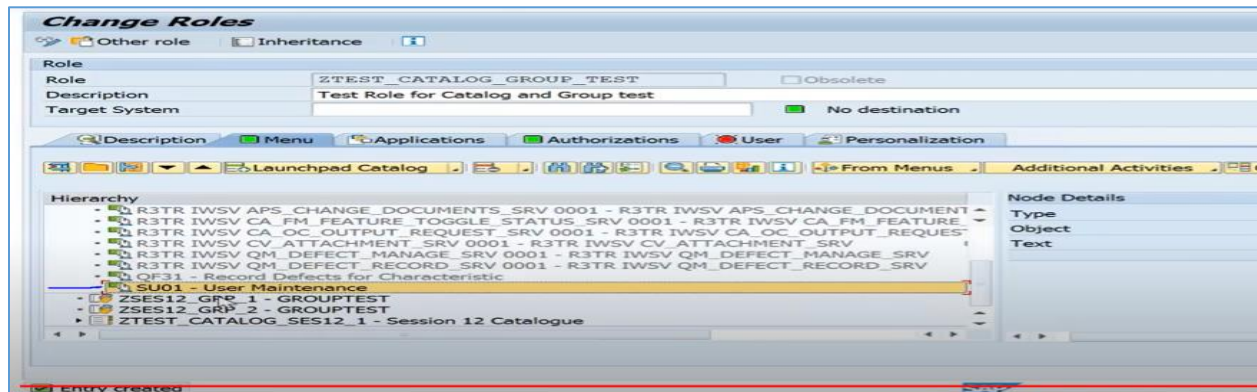 Change Roles
Other role Inheritance
Role
Role ZTEST_CATALOG_GROUP_TEST Obsolete
Description Test Role for Catalog and Group test
Target System No destination
Description Menu Applications Authorizations User Personalization
Launchpad Catalog From Menus Additional Activities
Hierarchy Node Details
R3TR IWSV APS_CHANGE_DOCUMENTS_SRV 0001 - R3TR IWSV APS_CHANGE_DOCUMENT Type
R3TR IWSV CA_FM_FEATURE_TOGGLE_STATUS_SRV 0001 - R3TR IWSV CA_FM_FEATURE Object
R3TR IWSV CA_OC_OUTPUT_REQUEST_SRV 0001 - R3TR IWSV CA_OC_OUTPUT_REQUES Text
R3TR IWSV CV_ATTACHMENT_SRV 0001 - R3TR IWSV CV_ATTACHMENT_SRV
R3TR IWSV QM_DEFECT_MANAGE_SRV 0001 - R3TR IWSV QM_DEFECT_MANAGE_SRV
R3TR IWSV QM_DEFECT_RECORD_SRV 0001 - R3TR IWSV QM_DEFECT_RECORD_SRV
QF31 - Record Defects for Characteristic
SU01 - User Maintenance
ZSES12_GRP_1 - GROUPTEST
ZSES12_GRP_2 - GROUPTEST
ZTEST_CATALOG_SES12_1 - Session 12 Catalogue
Entry created